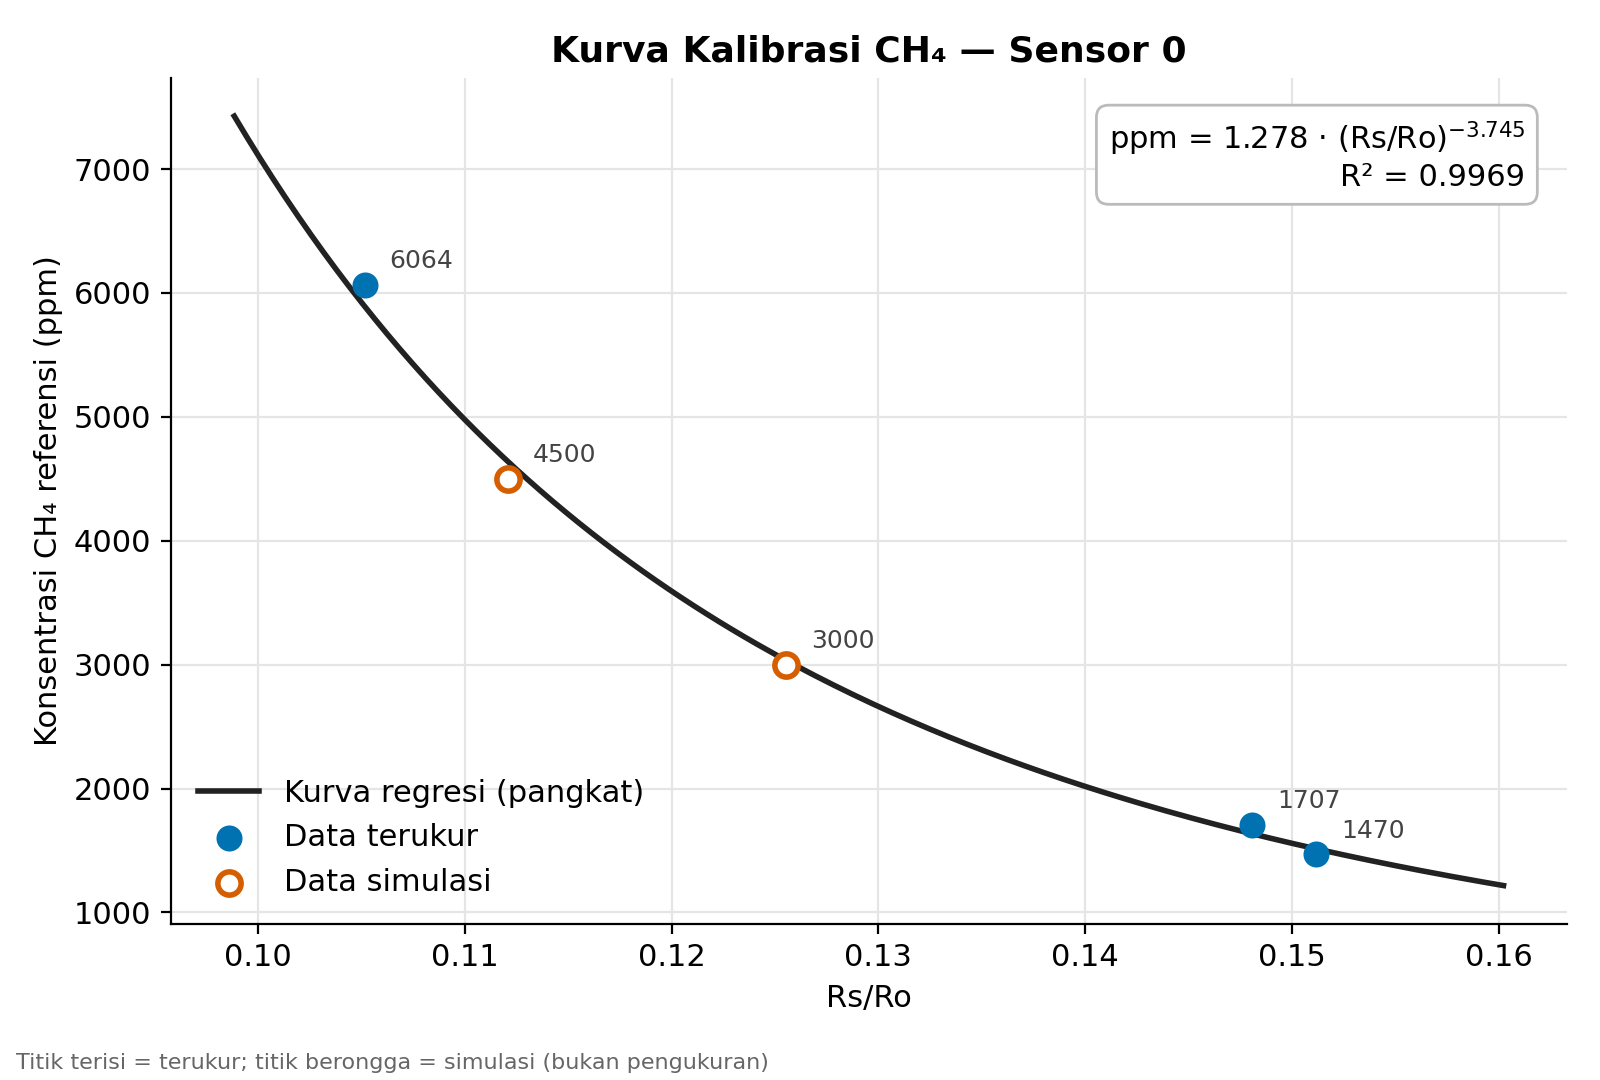 Kurva Kalibrasi CH₄ — Sensor 0
ppm = 1.278 · (Rs/Ro)⁻³·⁷⁴⁵
R² = 0.9969
Konsentrasi CH₄ referensi (ppm)
7000
6000
5000
4000
3000
2000
1000
6064
4500
3000
1707
1470
Kurva regresi (pangkat)
Data terukur
Data simulasi
0.10 0.11 0.12 0.13 0.14 0.15 0.16
Rs/Ro
Titik terisi = terukur; titik berongga = simulasi (bukan pengukuran)